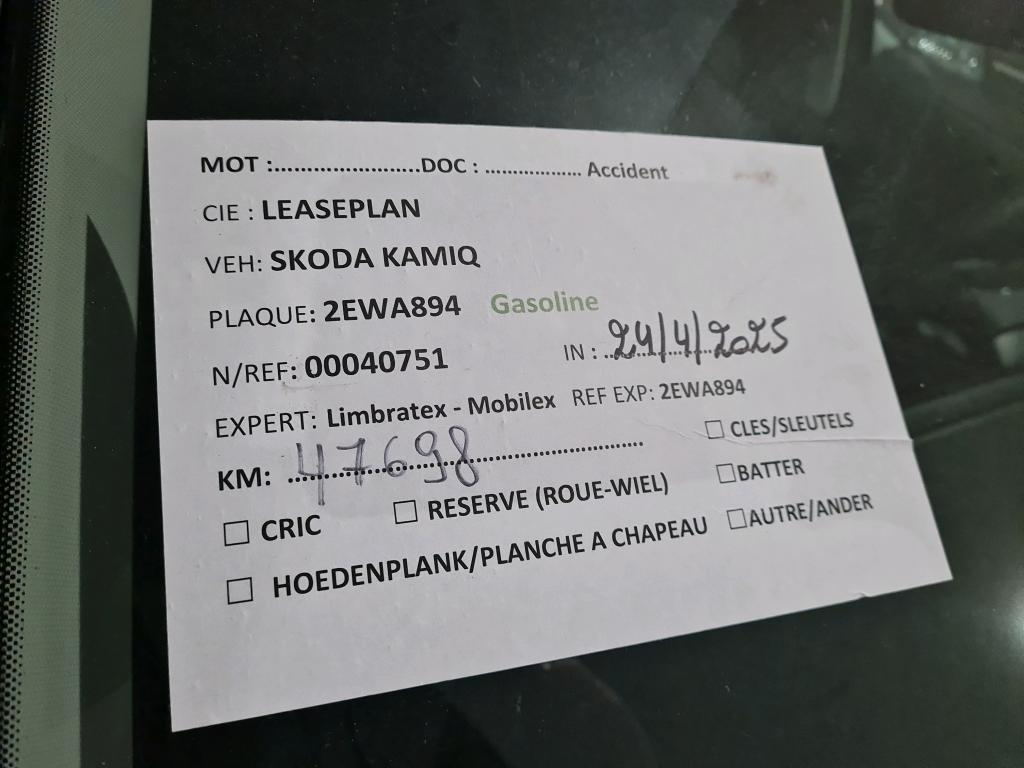 MOT :......................DOC : .................. Accident
CIE : LEASEPLAN
VEH: SKODA KAMIQ
PLAQUE: 2EWA894 Gasoline
N/REF: 00040751 IN : 24/4/2025
EXPERT: Limbratex - Mobilex REF EXP: 2EWA894
KM: 47698 ☐ CLES/SLEUTELS
☐ CRIC ☐ RESERVE (ROUE-WIEL) ☐BATTER
☐ HOEDENPLANK/PLANCHE A CHAPEAU ☐AUTRE/ANDER